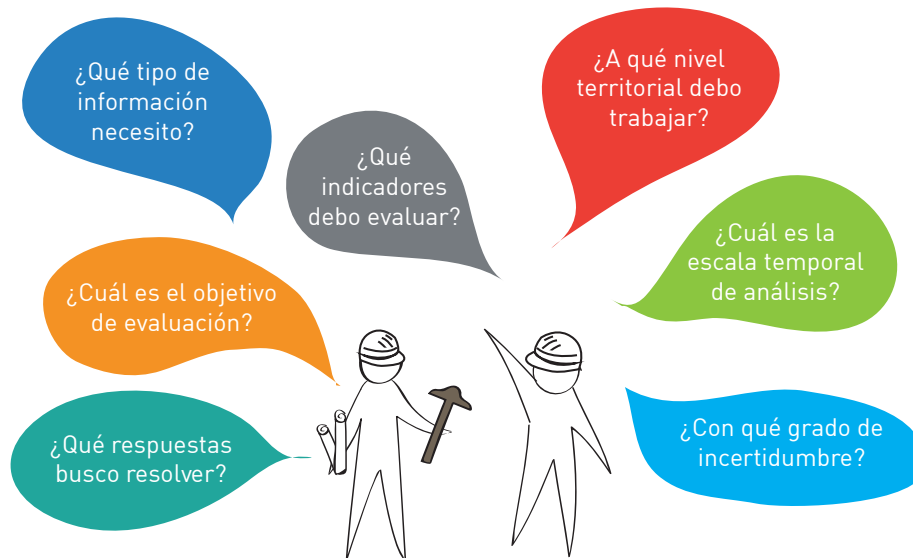 ¿Qué tipo de
información
necesito?
¿A qué nivel
territorial debo
trabajar?
¿Qué
indicadores
debo evaluar?
¿Cuál es la
escala temporal
de análisis?
¿Cuál es el objetivo
de evaluación?
¿Qué respuestas
busco resolver?
¿Con qué grado de
incertidumbre?